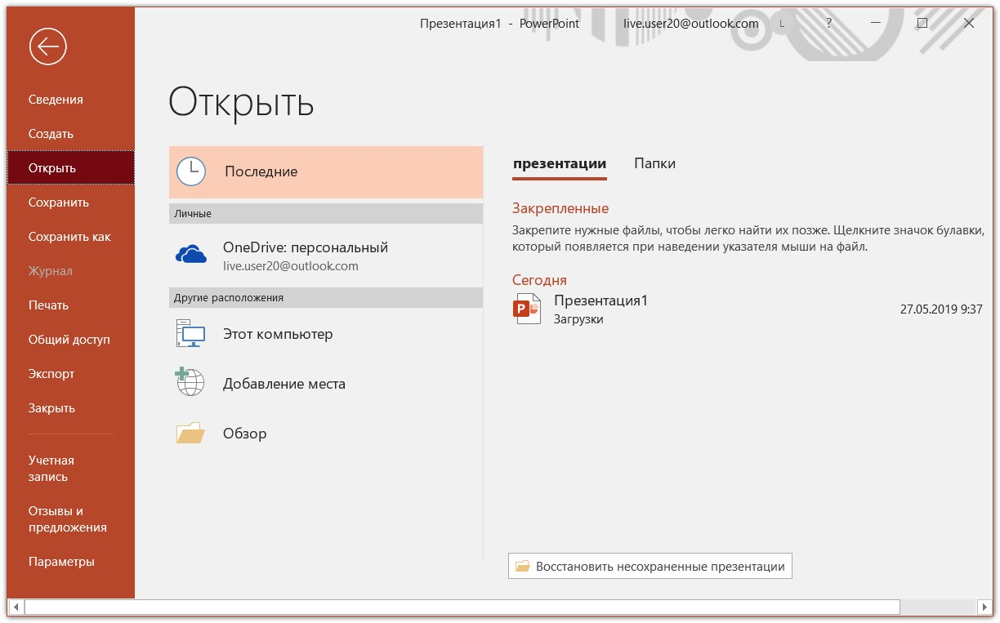 Презентация1 - PowerPoint
live.user20@outlook.com
L
?
Сведения
Создать
Открыть
Сохранить
Сохранить как
Журнал
Печать
Общий доступ
Экспорт
Закрыть
Учетная
запись
Отзывы и
предложения
Параметры
Открыть
Последние
Личные
OneDrive: персональный
live.user20@outlook.com
Другие расположения
Этот компьютер
Добавление места
Обзор
презентации
Папки
Закрепленные
Закрепите нужные файлы, чтобы легко найти их позже. Щелкните значок булавки,
который появляется при наведении указателя мыши на файл.
Сегодня
P
Презентация1
Загрузки
27.05.2019 9:37
Восстановить несохраненные презентации